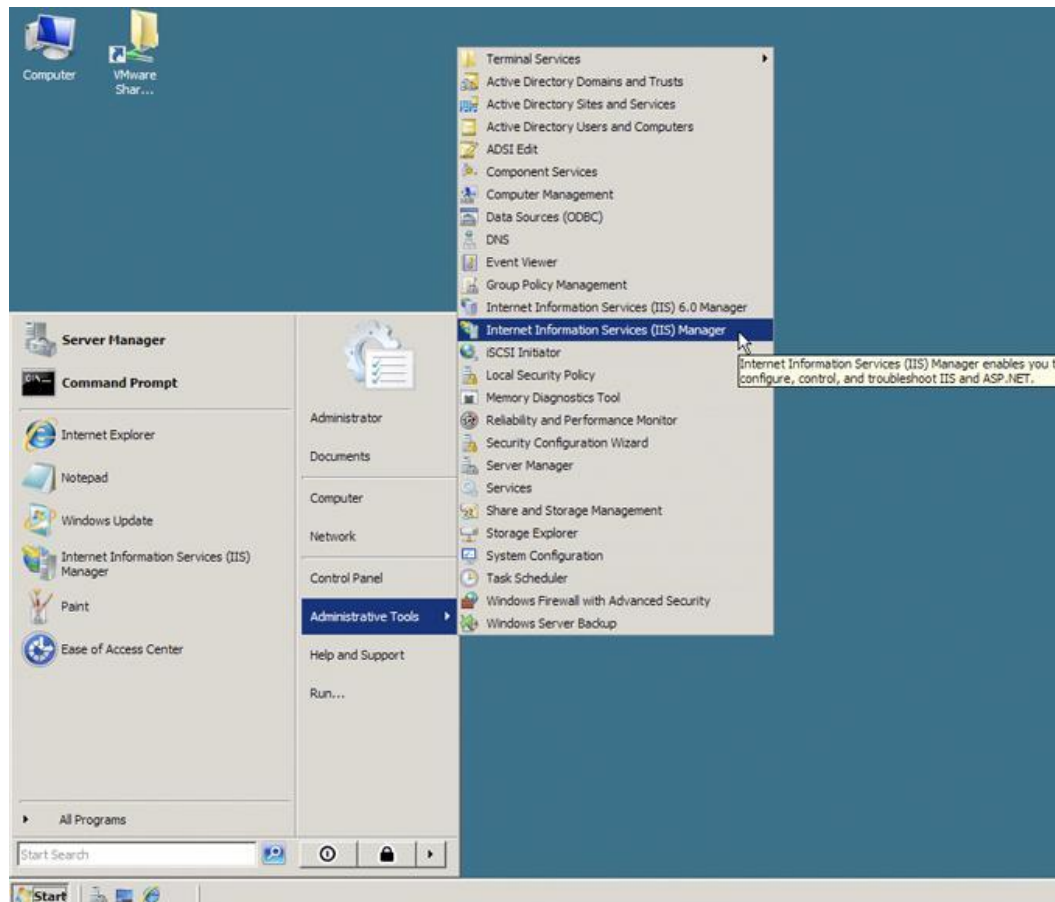 Computer
VMware
Shar...
Terminal Services
Active Directory Domains and Trusts
Active Directory Sites and Services
Active Directory Users and Computers
ADSI Edit
Component Services
Computer Management
Data Sources (ODBC)
DNS
Event Viewer
Group Policy Management
Internet Information Services (IIS) 6.0 Manager
Internet Information Services (IIS) Manager
iSCSI Initiator
Local Security Policy
Memory Diagnostics Tool
Reliability and Performance Monitor
Security Configuration Wizard
Server Manager
Services
Share and Storage Management
Storage Explorer
System Configuration
Task Scheduler
Windows Firewall with Advanced Security
Windows Server Backup
Internet Information Services (IIS) Manager enables you t
configure, control, and troubleshoot IIS and ASP.NET.
Server Manager
Command Prompt
Internet Explorer
Notepad
Windows Update
Internet Information Services (IIS)
Manager
Paint
Ease of Access Center
All Programs
Start Search
Administrator
Documents
Computer
Network
Control Panel
Administrative Tools
Help and Support
Run...
Start